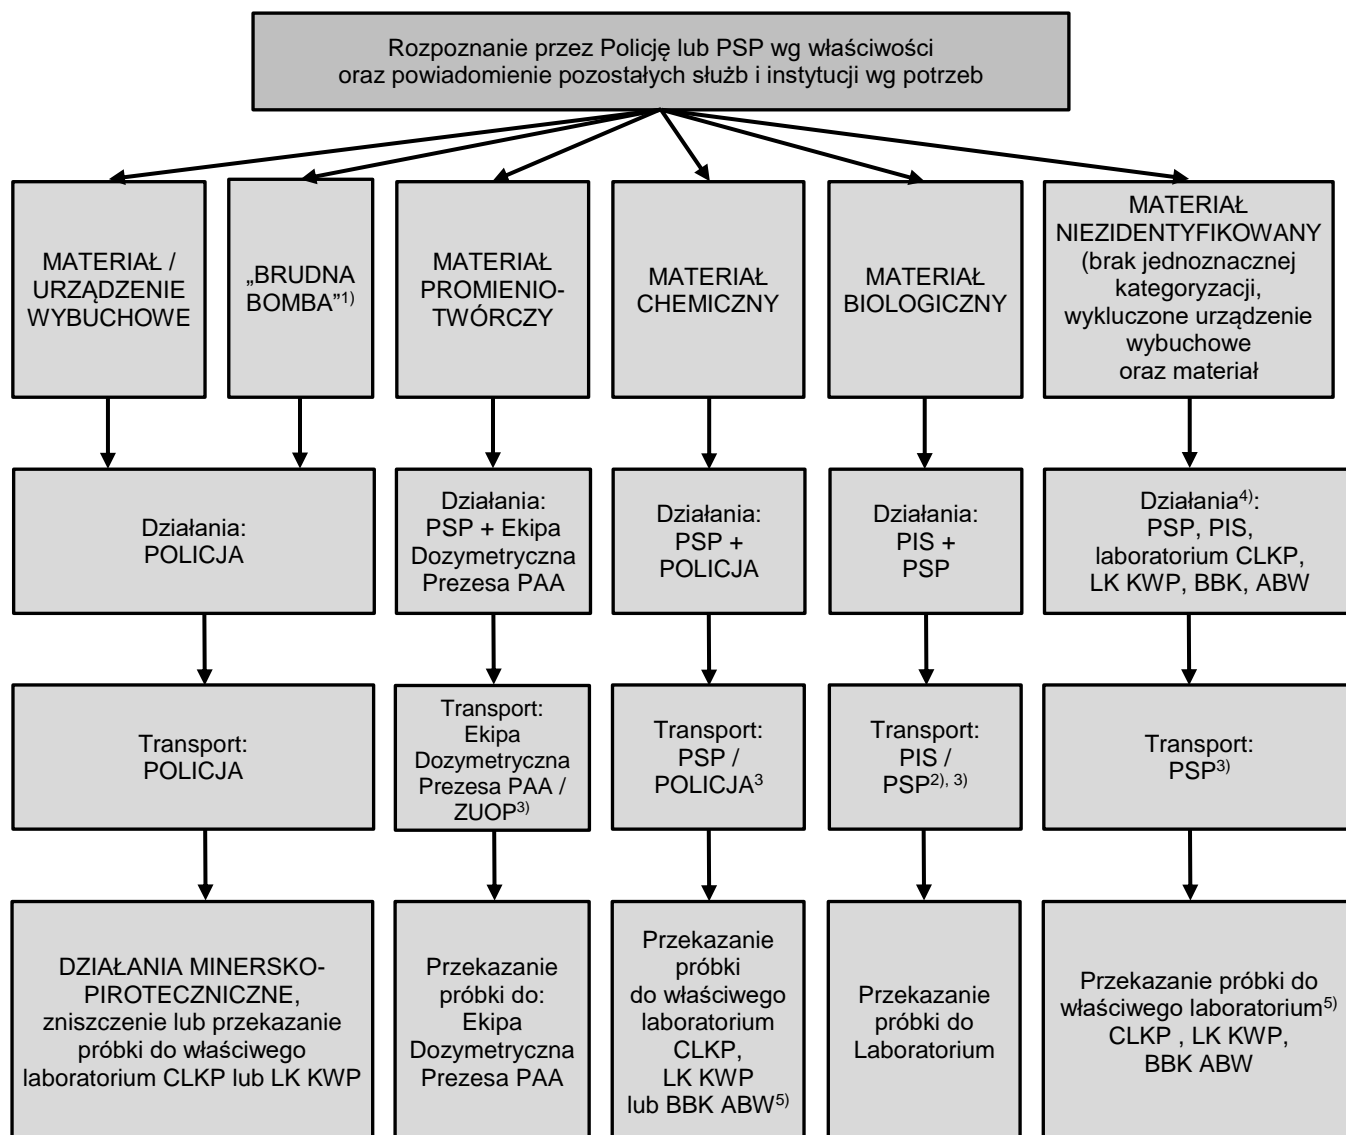 Rozpoznanie przez Policję lub PSP wg właściwości
oraz powiadomienie pozostałych służb i instytucji wg potrzeb
MATERIAŁ /
URZĄDZENIE
WYBUCHOWE
„BRUDNA
BOMBA”1)
MATERIAŁ
PROMIENIO-
TWÓRCZY
MATERIAŁ
CHEMICZNY
MATERIAŁ
BIOLOGICZNY
MATERIAŁ
NIEZIDENTYFIKOWANY
(brak jednoznacznej
kategoryzacji,
wykluczone urządzenie
wybuchowe
oraz materiał
Działania:
POLICJA
Działania:
PSP + Ekipa
Dozymetryczna
Prezesa PAA
Działania:
PSP +
POLICJA
Działania:
PIS +
PSP
Działania4):
PSP, PIS,
laboratorium CLKP,
LK KWP, BBK, ABW
Transport:
POLICJA
Transport:
Ekipa
Dozymetryczna
Prezesa PAA /
ZUOP3)
Transport:
PSP /
POLICJA3
Transport:
PIS /
PSP2), 3)
Transport:
PSP3)
DZIAŁANIA MINERSKO-
PIROTECZNICZNE,
zniszczenie lub przekazanie
próbki do właściwego
laboratorium CLKP lub LK KWP
Przekazanie
próbki do:
Ekipa
Dozymetryczna
Prezesa PAA
Przekazanie
próbki
do właściwego
laboratorium
CLKP,
LK KWP
lub BBK ABW5)
Przekazanie
próbki do
Laboratorium
Przekazanie próbki do
właściwego laboratorium5)
CLKP , LK KWP,
BBK ABW